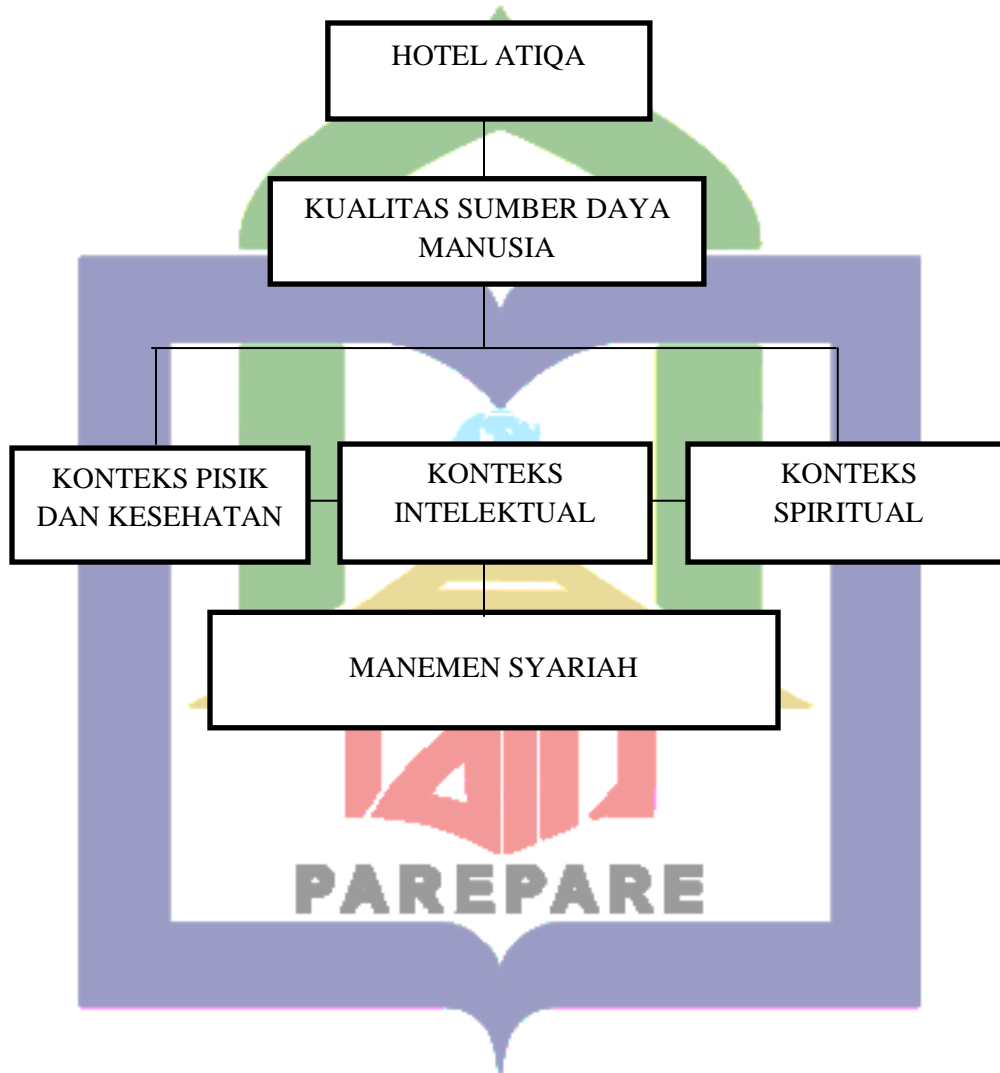 HOTEL ATIQA
KUALITAS SUMBER DAYA
MANUSIA
KONTEKS PISIK
DAN KESEHATAN
KONTEKS
INTELEKTUAL
KONTEKS
SPIRITUAL
MANEMEN SYARIAH
PAREPARE